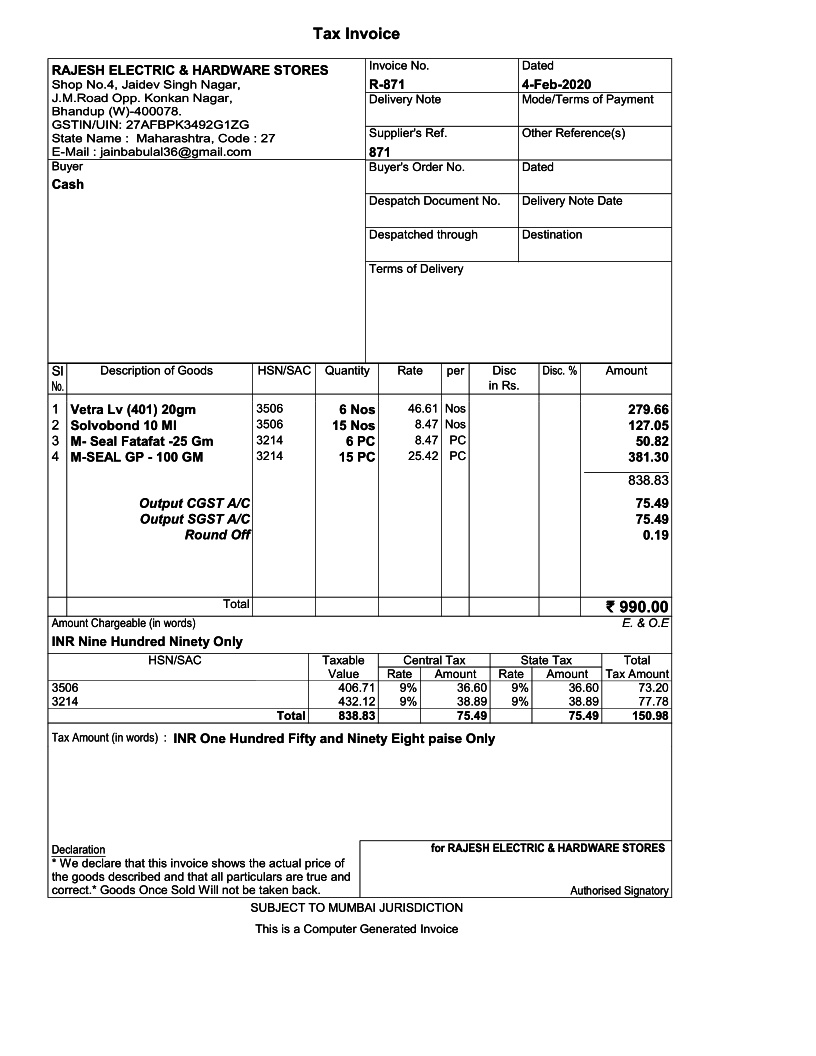 Tax Invoice
RAJESH ELECTRIC & HARDWARE STORES
Shop No.4, Jaidev Singh Nagar,
J.M.Road Opp. Konkan Nagar,
Bhandup (W)-400078.
GSTIN/UIN: 27AFBPK3492G1ZG
State Name : Maharashtra, Code : 27
E-Mail : jainbabulal36@gmail.com
Invoice No. Dated
R-871 4-Feb-2020
Delivery Note Mode/Terms of Payment
Supplier's Ref. Other Reference(s)
871
Buyer
Cash
Buyer's Order No. Dated
Despatch Document No. Delivery Note Date
Despatched through Destination
Terms of Delivery
Sl Description of Goods HSN/SAC Quantity Rate per Disc Disc. % Amount
No. in Rs.
1 Vetra Lv (401) 20gm 3506 6 Nos 46.61 Nos 279.66
2 Solvobond 10 Ml 3506 15 Nos 8.47 Nos 127.05
3 M- Seal Fatafat -25 Gm 3214 6 PC 8.47 PC 50.82
4 M-SEAL GP - 100 GM 3214 15 PC 25.42 PC 381.30
838.83
Output CGST A/C 75.49
Output SGST A/C 75.49
Round Off 0.19
Total ₹ 990.00
Amount Chargeable (in words) E. & O.E
INR Nine Hundred Ninety Only
HSN/SAC Taxable Central Tax State Tax Total
Value Rate Amount Rate Amount Tax Amount
3506 406.71 9% 36.60 9% 36.60 73.20
3214 432.12 9% 38.89 9% 38.89 77.78
Total 838.83 75.49 75.49 150.98
Tax Amount (in words) : INR One Hundred Fifty and Ninety Eight paise Only
Declaration
* We declare that this invoice shows the actual price of
the goods described and that all particulars are true and
correct.* Goods Once Sold Will not be taken back.
for RAJESH ELECTRIC & HARDWARE STORES
Authorised Signatory
SUBJECT TO MUMBAI JURISDICTION
This is a Computer Generated Invoice